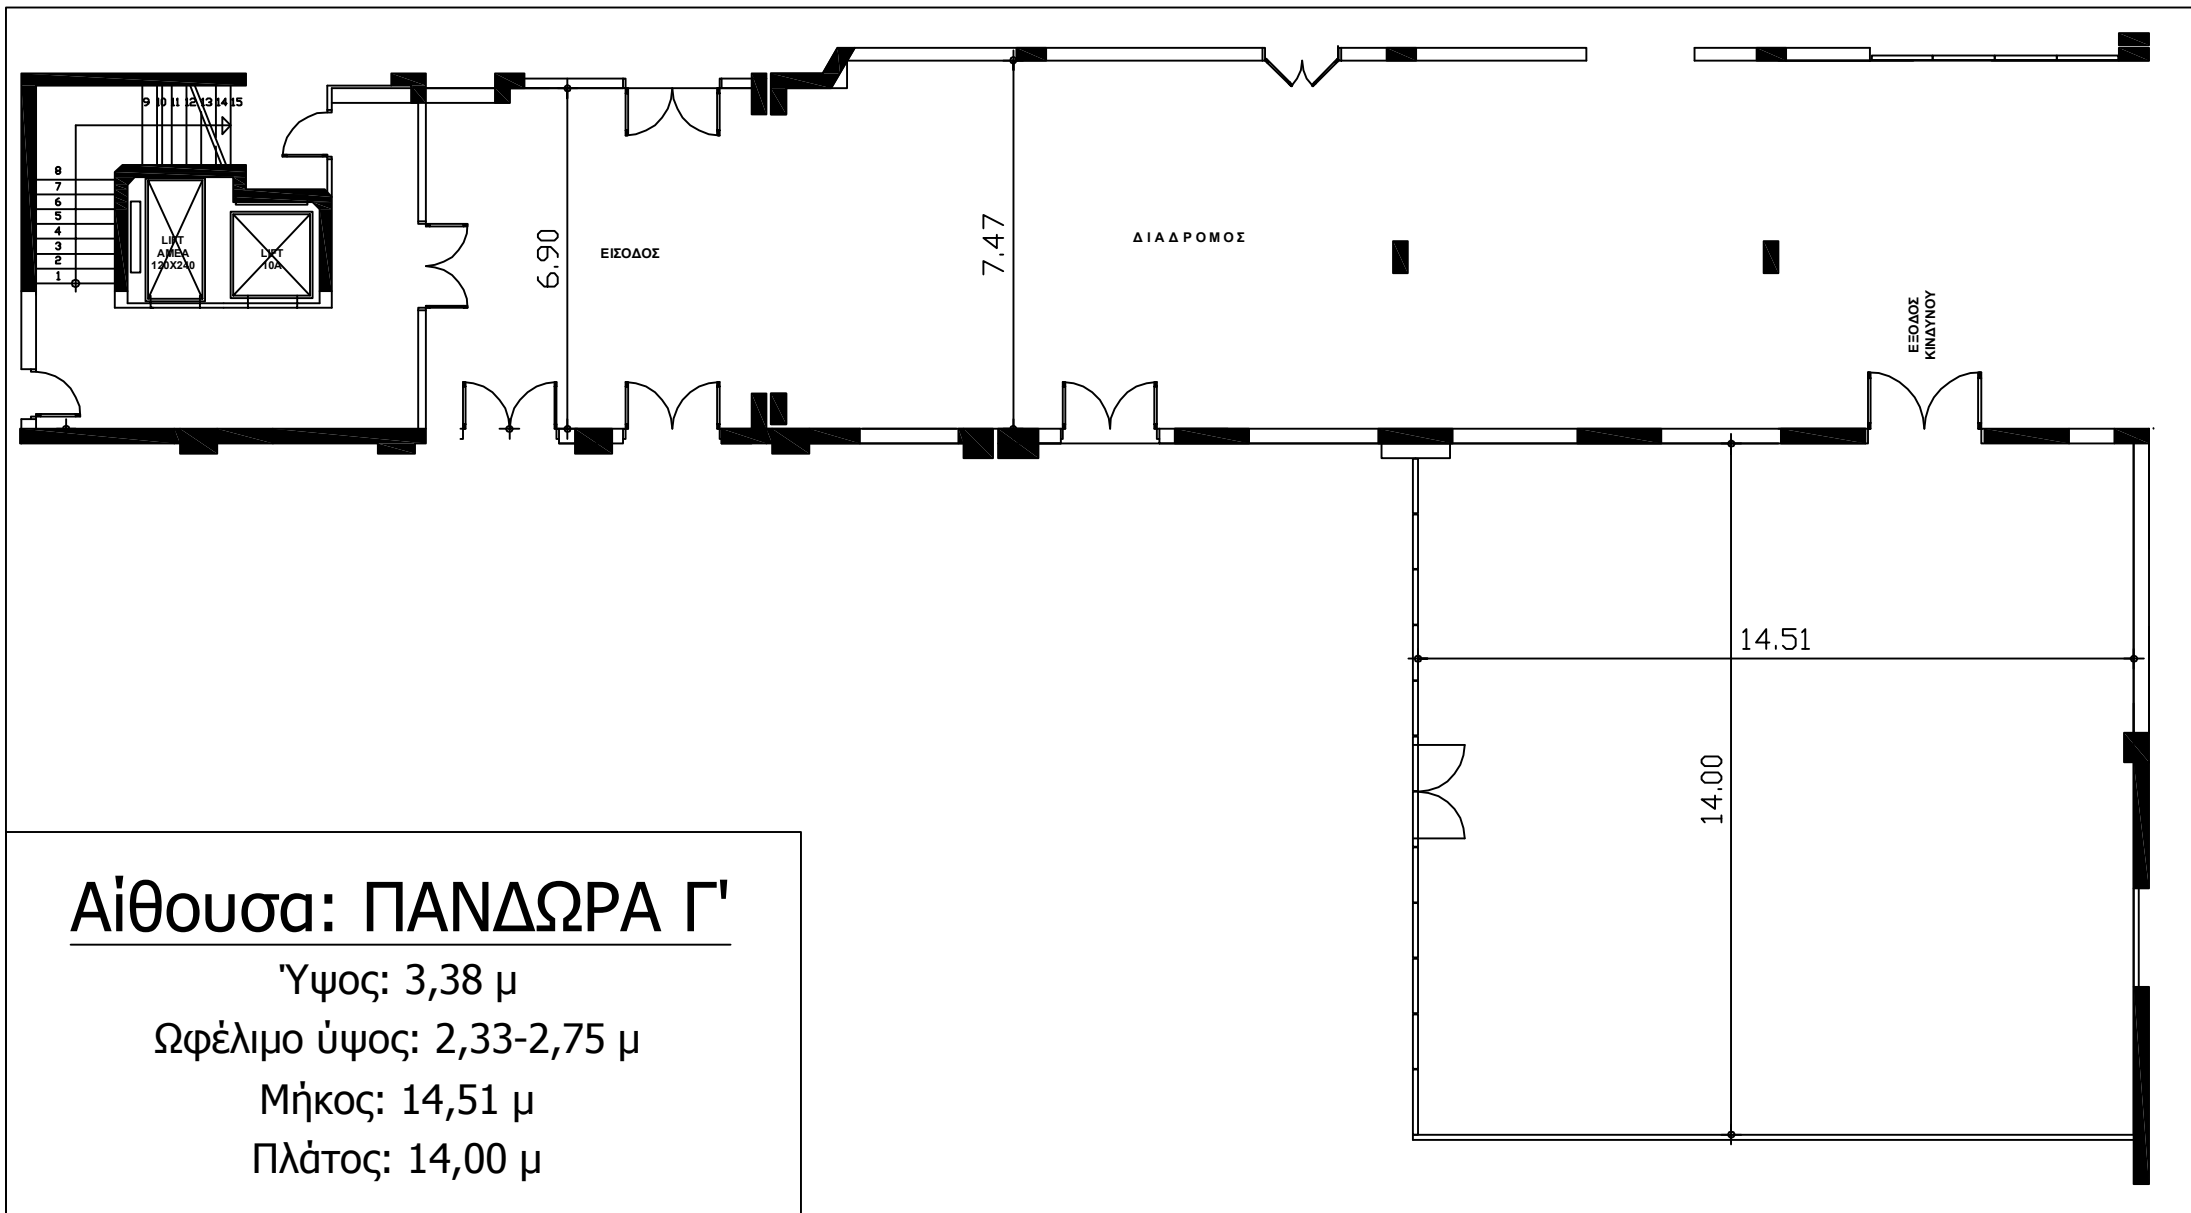 9 10 11 12 13 14 15
8
7
6
5
4
3
2
1
LIFT
ΑΜΕΑ
120X240
LIFT
10A
6.90
ΕΙΣΟΔΟΣ
7.47
ΔΙΑΔΡΟΜΟΣ
ΕΞΟΔΟΣ
ΚΙΝΔΥΝΟΥ
14.51
14.00
Αίθουσα: ΠΑΝΔΩΡΑ Γ'
Ύψος: 3,38 μ
Ωφέλιμο ύψος: 2,33-2,75 μ
Μήκος: 14,51 μ
Πλάτος: 14,00 μ